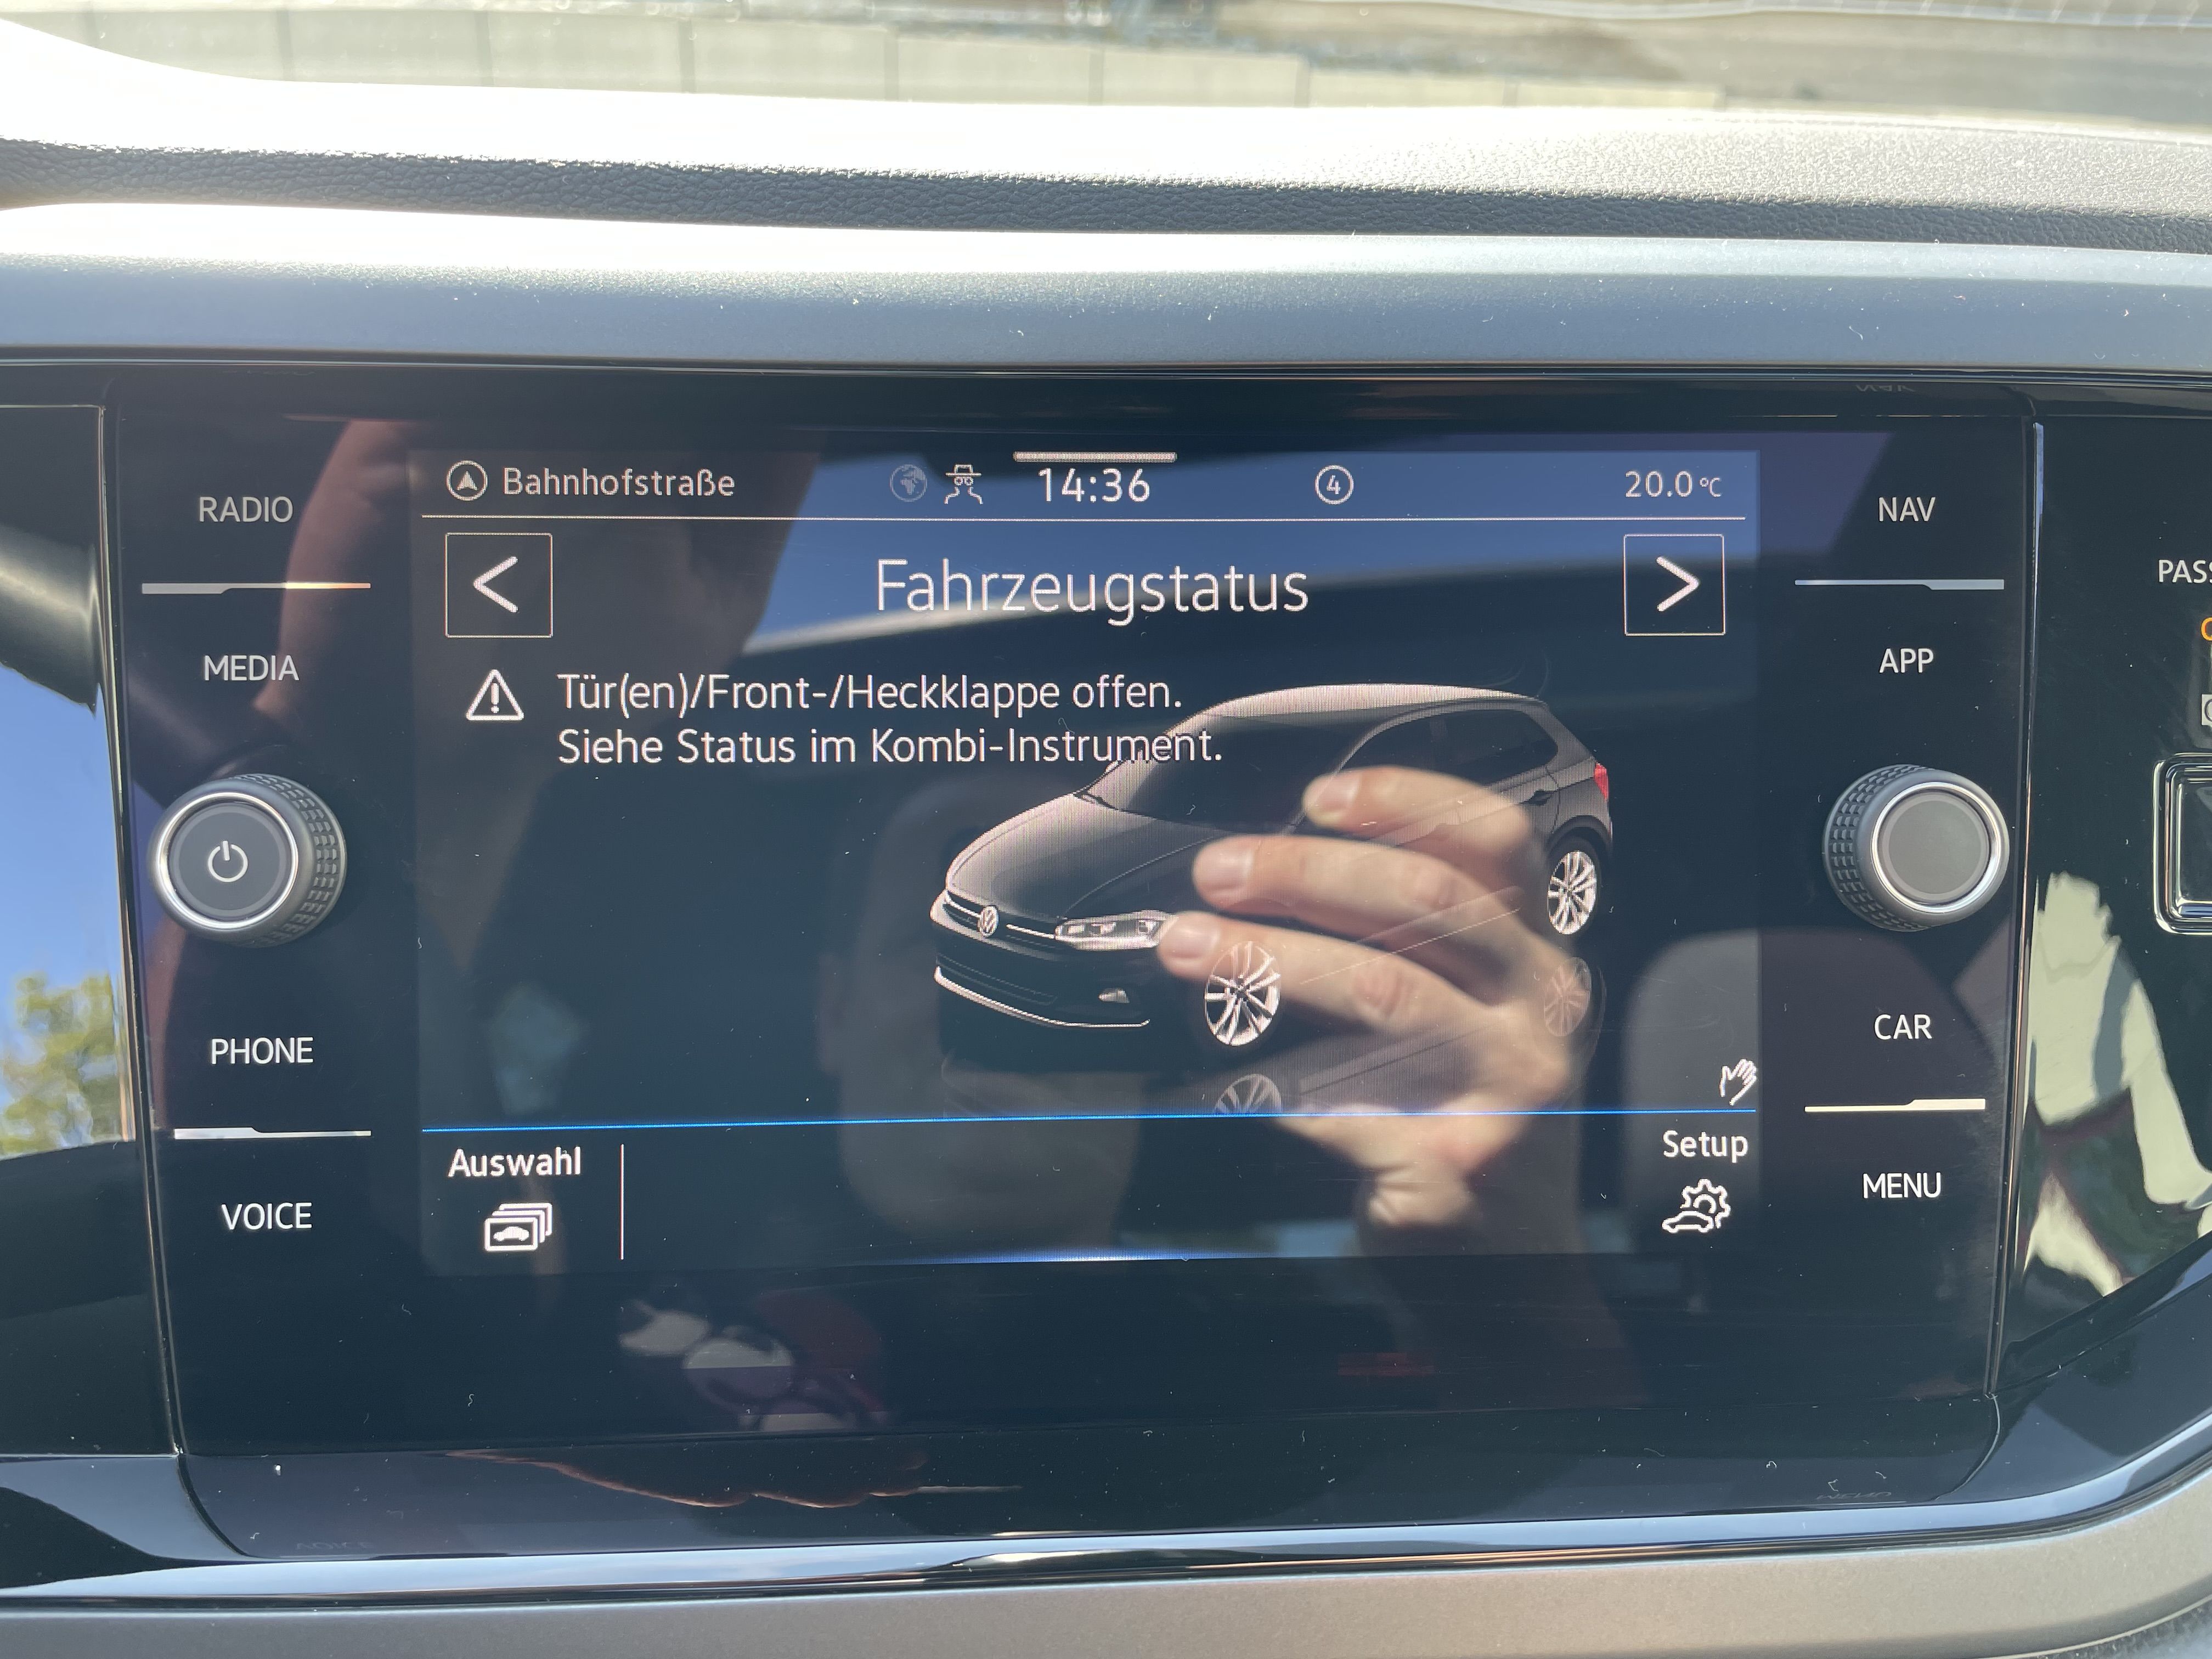 Bahnhofstraße 14:36 4 20.0 °C
RADIO
NAV
Fahrzeugstatus
MEDIA
APP
Tür(en)/Front-/Heckklappe offen.
Siehe Status im Kombi-Instrument.
PHONE
CAR
Auswahl
Setup
VOICE
MENU